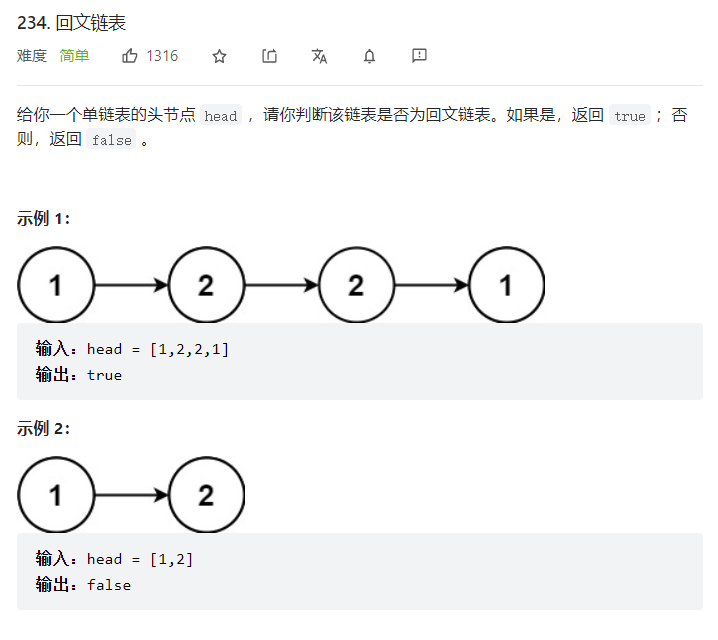 234. 回文链表
难度 简单 1316
给你一个单链表的头节点 head ，请你判断该链表是否为回文链表。如果是，返回 true ；否
则，返回 false 。
示例 1：
1 2 2 1
输入：head = [1,2,2,1]
输出：true
示例 2：
1 2
输入：head = [1,2]
输出：false